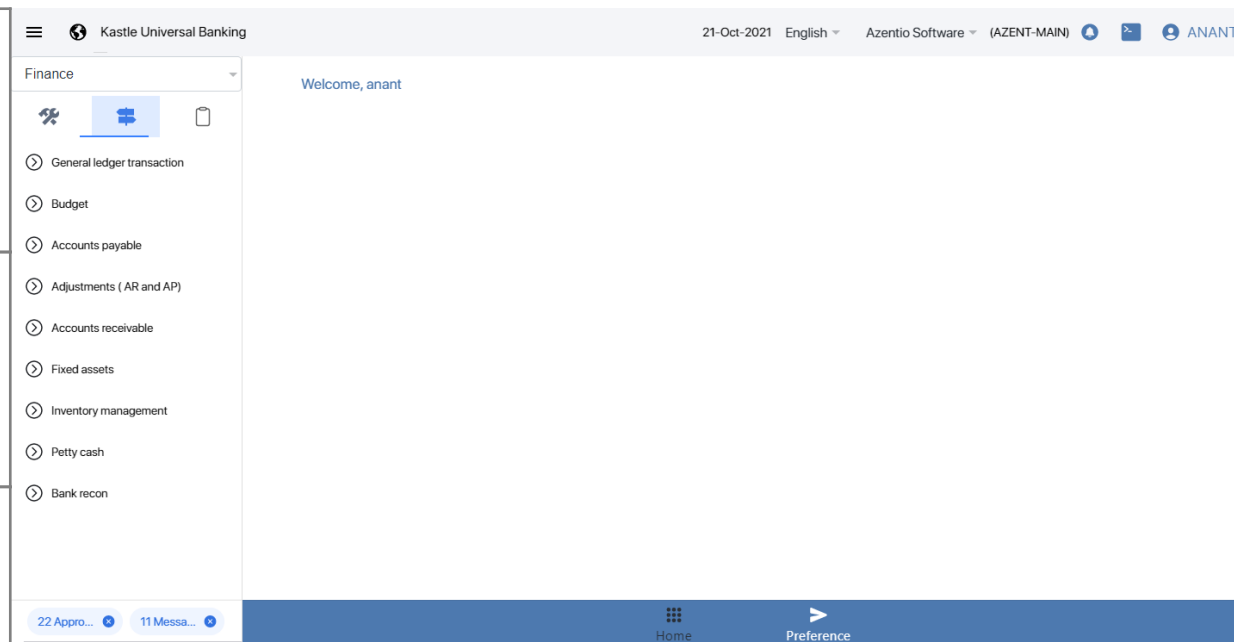 Kastle Universal Banking 21-Oct-2021 English Azentio Software (AZENT-MAIN) ANANT
Finance
Welcome, anant
General ledger transaction
Budget
Accounts payable
Adjustments ( AR and AP)
Accounts receivable
Fixed assets
Inventory management
Petty cash
Bank recon
22 Appro... 11 Messa...
Home Preference